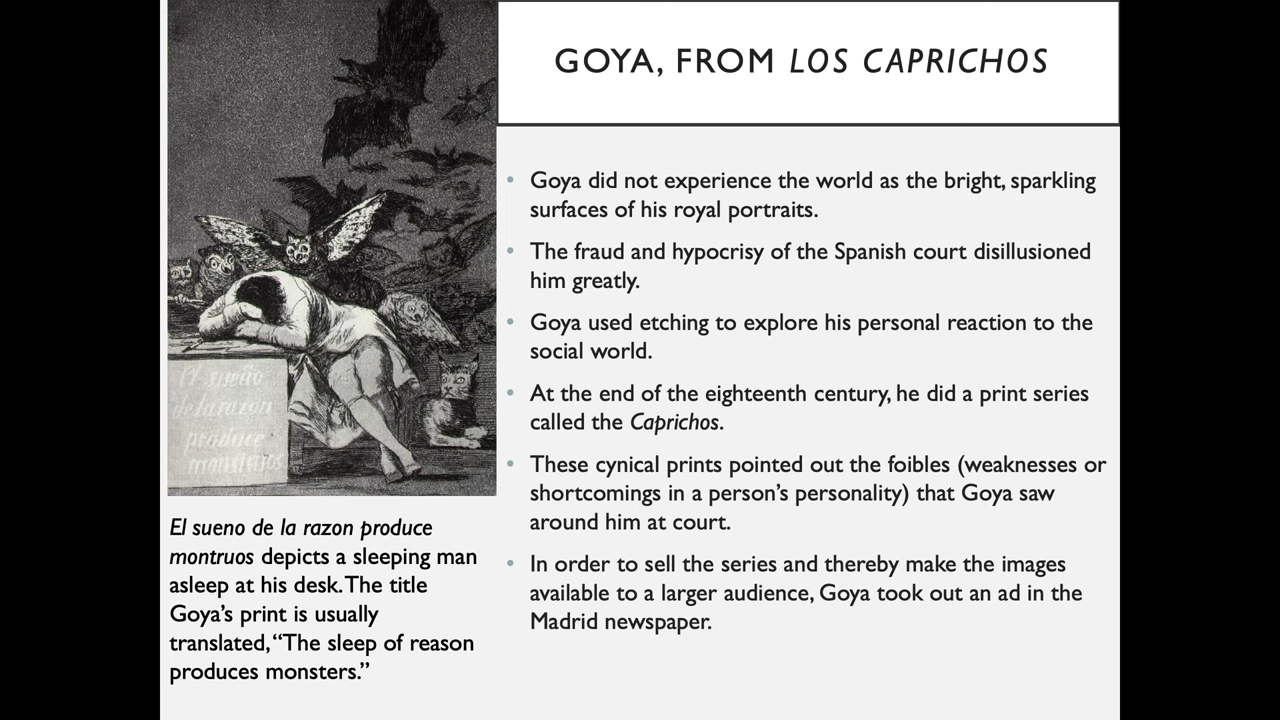 GOYA, FROM LOS CAPRICHOS
El sueño
de la razon
produce
monstruos
El sueno de la razon produce
montruos depicts a sleeping man
asleep at his desk. The title
Goya's print is usually
translated, “The sleep of reason
produces monsters.”
• Goya did not experience the world as the bright, sparkling
surfaces of his royal portraits.
• The fraud and hypocrisy of the Spanish court disillusioned
him greatly.
• Goya used etching to explore his personal reaction to the
social world.
• At the end of the eighteenth century, he did a print series
called the Caprichos.
• These cynical prints pointed out the foibles (weaknesses or
shortcomings in a person's personality) that Goya saw
around him at court.
• In order to sell the series and thereby make the images
available to a larger audience, Goya took out an ad in the
Madrid newspaper.